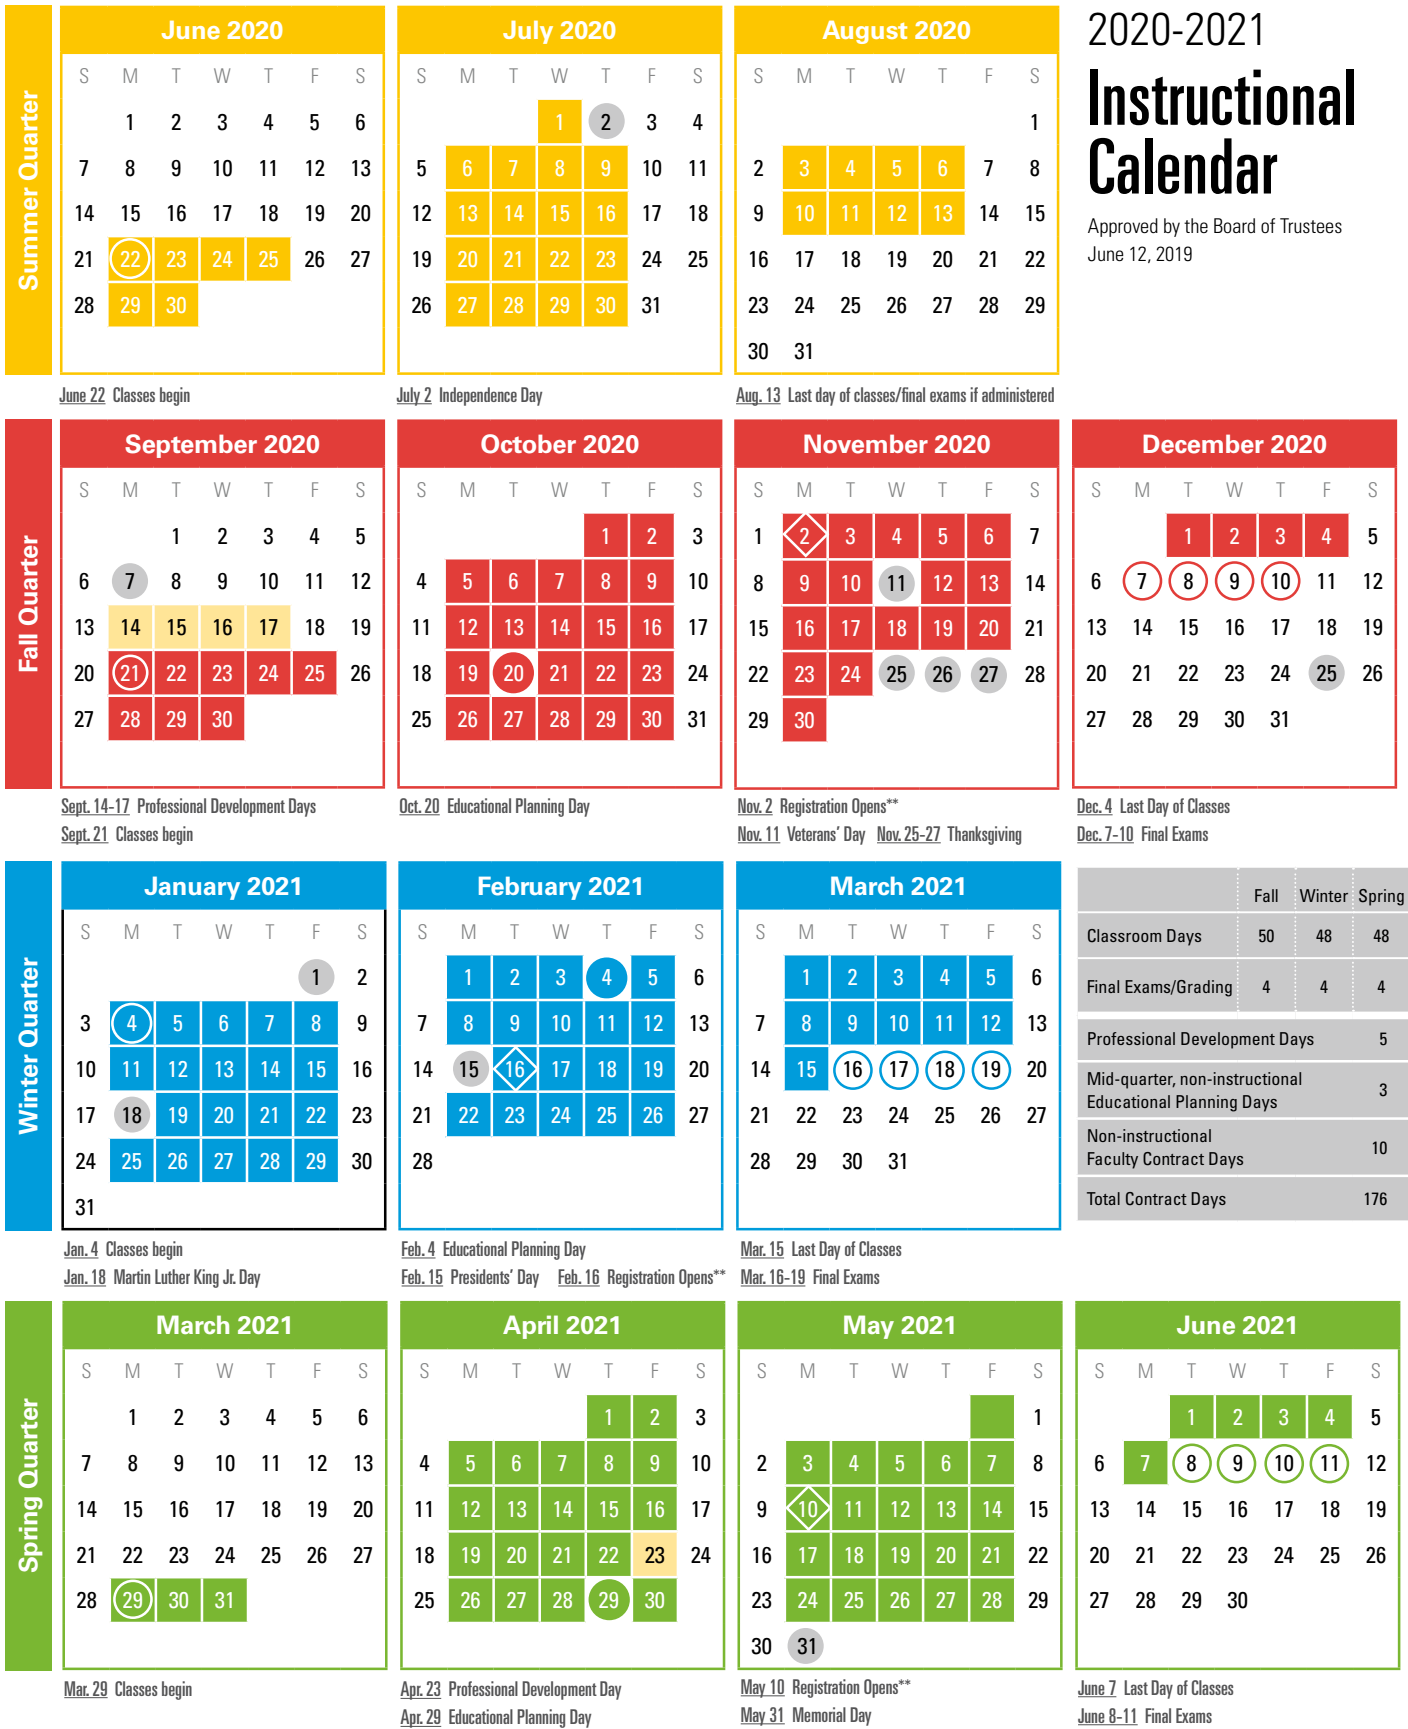 2020-2021
Instructional
Calendar
Approved by the Board of Trustees
June 12, 2019
Summer Quarter
June 2020
S M T W T F S
1 2 3 4 5 6
7 8 9 10 11 12 13
14 15 16 17 18 19 20
21 22 23 24 25 26 27
28 29 30
June 22 Classes begin
July 2020
S M T W T F S
1 2 3 4
5 6 7 8 9 10 11
12 13 14 15 16 17 18
19 20 21 22 23 24 25
26 27 28 29 30 31
July 2 Independence Day
August 2020
S M T W T F S
1
2 3 4 5 6 7 8
9 10 11 12 13 14 15
16 17 18 19 20 21 22
23 24 25 26 27 28 29
30 31
Aug. 13 Last day of classes/final exams if administered
Fall Quarter
September 2020
S M T W T F S
1 2 3 4 5
6 7 8 9 10 11 12
13 14 15 16 17 18 19
20 21 22 23 24 25 26
27 28 29 30
Sept. 14-17 Professional Development Days
Sept. 21 Classes begin
October 2020
S M T W T F S
1 2 3
4 5 6 7 8 9 10
11 12 13 14 15 16 17
18 19 20 21 22 23 24
25 26 27 28 29 30 31
Oct. 20 Educational Planning Day
November 2020
S M T W T F S
1 2 3 4 5 6 7
8 9 10 11 12 13 14
15 16 17 18 19 20 21
22 23 24 25 26 27 28
29 30
Nov. 2 Registration Opens**
Nov. 11 Veterans' Day Nov. 25-27 Thanksgiving
December 2020
S M T W T F S
1 2 3 4 5
6 7 8 9 10 11 12
13 14 15 16 17 18 19
20 21 22 23 24 25 26
27 28 29 30 31
Dec. 4 Last Day of Classes
Dec. 7-10 Final Exams
Winter Quarter
January 2021
S M T W T F S
1 2
3 4 5 6 7 8 9
10 11 12 13 14 15 16
17 18 19 20 21 22 23
24 25 26 27 28 29 30
31
Jan. 4 Classes begin
Jan. 18 Martin Luther King Jr. Day
February 2021
S M T W T F S
1 2 3 4 5 6
7 8 9 10 11 12 13
14 15 16 17 18 19 20
21 22 23 24 25 26 27
28
Feb. 4 Educational Planning Day
Feb. 15 Presidents' Day Feb. 16 Registration Opens**
March 2021
S M T W T F S
1 2 3 4 5 6
7 8 9 10 11 12 13
14 15 16 17 18 19 20
21 22 23 24 25 26 27
28 29 30 31
Mar. 15 Last Day of Classes
Mar. 16-19 Final Exams
Fall Winter Spring
Classroom Days 50 48 48
Final Exams/Grading 4 4 4
Professional Development Days 5
Mid-quarter, non-instructional
Educational Planning Days 3
Non-instructional
Faculty Contract Days 10
Total Contract Days 176
Spring Quarter
March 2021
S M T W T F S
1 2 3 4 5 6
7 8 9 10 11 12 13
14 15 16 17 18 19 20
21 22 23 24 25 26 27
28 29 30 31
Mar. 29 Classes begin
April 2021
S M T W T F S
1 2 3
4 5 6 7 8 9 10
11 12 13 14 15 16 17
18 19 20 21 22 23 24
25 26 27 28 29 30
Apr. 23 Professional Development Day
Apr. 29 Educational Planning Day
May 2021
S M T W T F S
1
2 3 4 5 6 7 8
9 10 11 12 13 14 15
16 17 18 19 20 21 22
23 24 25 26 27 28 29
30 31
May 10 Registration Opens**
May 31 Memorial Day
June 2021
S M T W T F S
1 2 3 4 5
6 7 8 9 10 11 12
13 14 15 16 17 18 19
20 21 22 23 24 25 26
27 28 29 30
June 7 Last Day of Classes
June 8-11 Final Exams